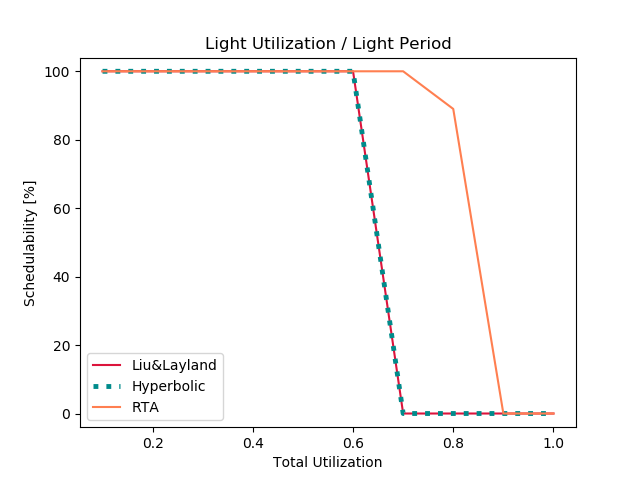 Light Utilization / Light Period
Schedulability [%]
100
80
60
40
20
0
Liu&Layland
Hyperbolic
RTA
0.2 0.4 0.6 0.8 1.0
Total Utilization